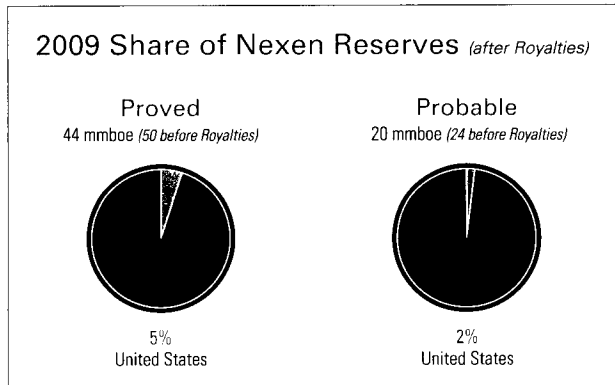 2009 Share of Nexen Reserves (after Royalties)
Proved
44 mmboe (50 before Royalties)
5%
United States
Probable
20 mmboe (24 before Royalties)
2%
United States